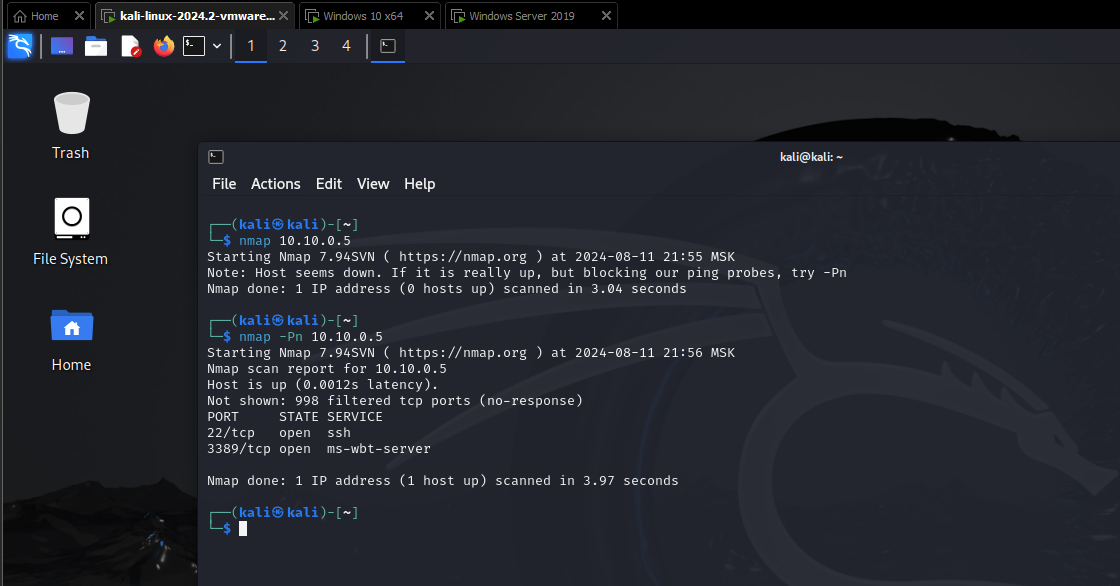 Home
kali-linux-2024.2-vmware...
Windows 10 x64
Windows Server 2019
1 2 3 4
Trash
File System
Home
kali@kali: ~
File Actions Edit View Help
┌──(kali㉿kali)-[~]
└─$ nmap 10.10.0.5
Starting Nmap 7.94SVN ( https://nmap.org ) at 2024-08-11 21:55 MSK
Note: Host seems down. If it is really up, but blocking our ping probes, try -Pn
Nmap done: 1 IP address (0 hosts up) scanned in 3.04 seconds
┌──(kali㉿kali)-[~]
└─$ nmap -Pn 10.10.0.5
Starting Nmap 7.94SVN ( https://nmap.org ) at 2024-08-11 21:56 MSK
Nmap scan report for 10.10.0.5
Host is up (0.0012s latency).
Not shown: 998 filtered tcp ports (no-response)
PORT     STATE SERVICE
22/tcp   open  ssh
3389/tcp open  ms-wbt-server
Nmap done: 1 IP address (1 host up) scanned in 3.97 seconds
┌──(kali㉿kali)-[~]
└─$